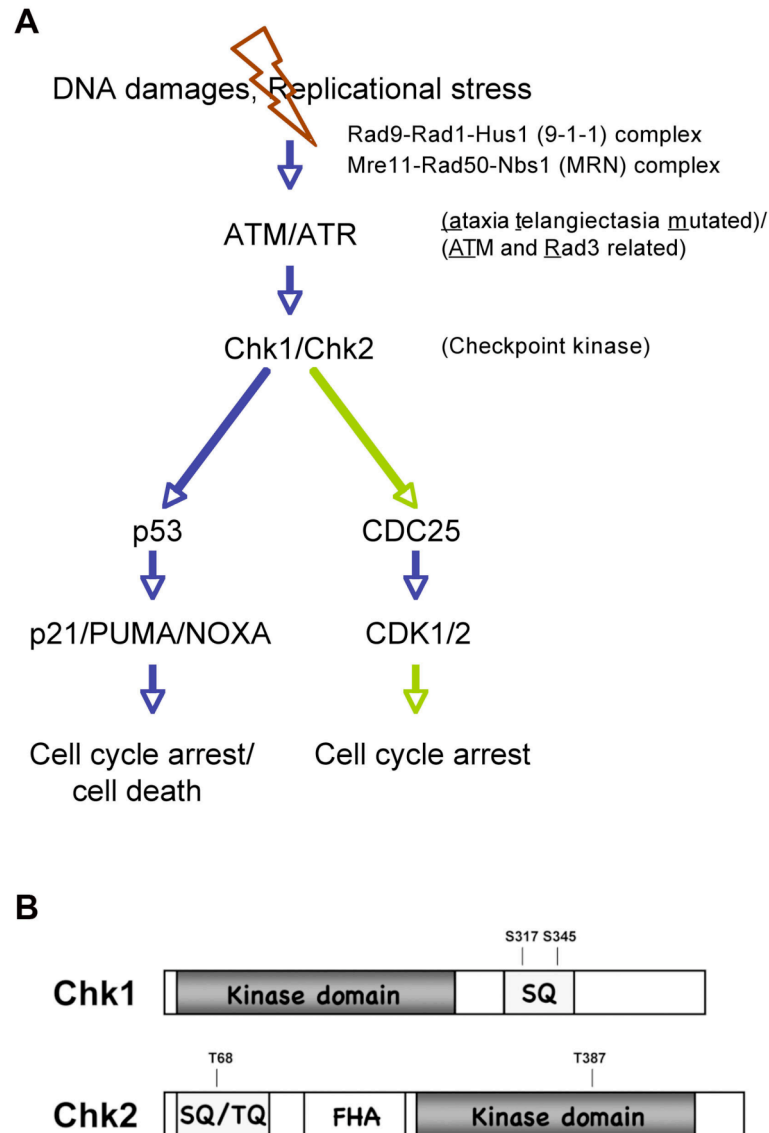 A
DNA damages, Replicational stress
Rad9-Rad1-Hus1 (9-1-1) complex
Mre11-Rad50-Nbs1 (MRN) complex
ATM/ATR
(ataxia telangiectasia mutated)/
(ATM and Rad3 related)
Chk1/Chk2
(Checkpoint kinase)
p53
CDC25
p21/PUMA/NOXA
CDK1/2
Cell cycle arrest/
cell death
Cell cycle arrest
B
S317 S345
Chk1
Kinase domain
SQ
T68
T387
Chk2
SQ/TQ
FHA
Kinase domain